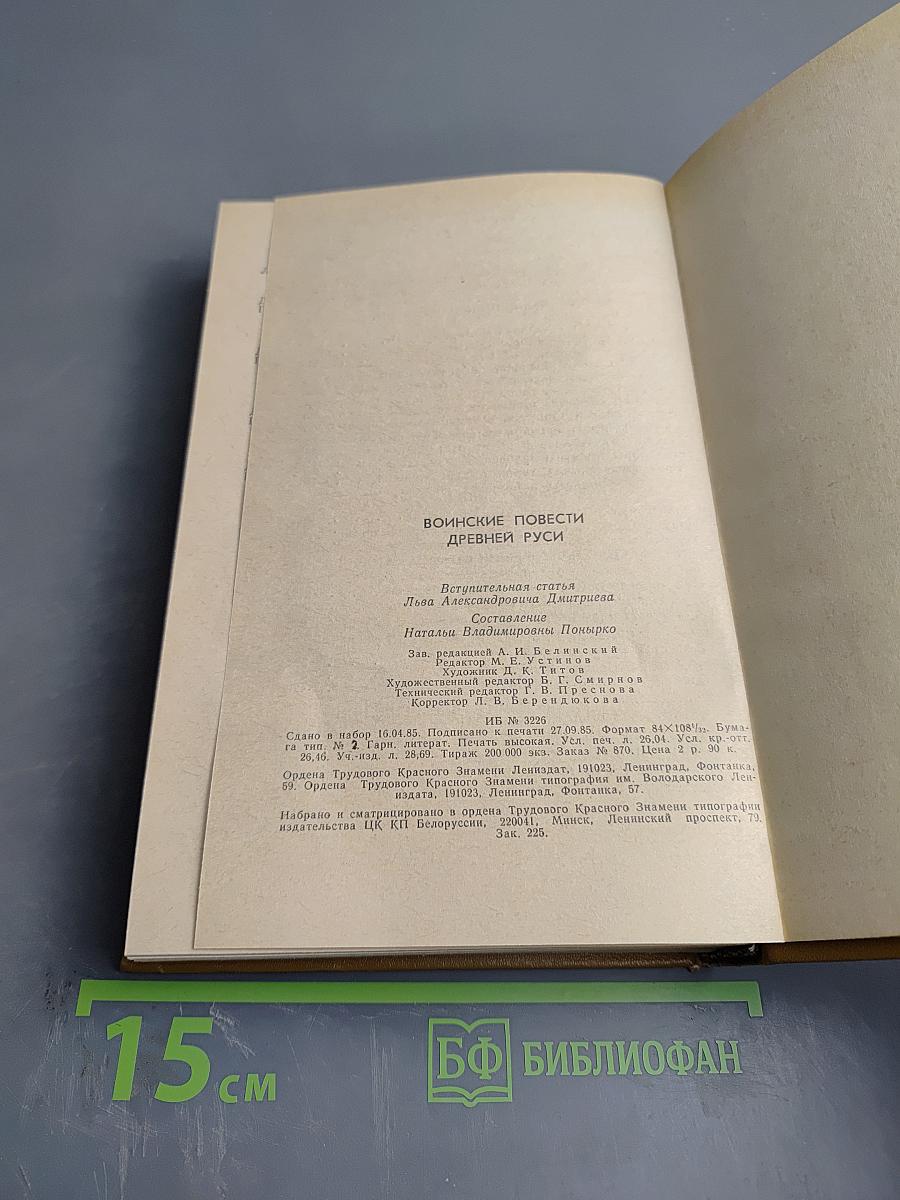 ВОИНСКИЕ ПОВЕСТИ
ДРЕВНЕЙ РУСИ
Вступительная статья
Льва Александровича Дмитриева
Составление
Натальи Владимировны Понырко
Зав. редакцией А. И. Белинский
Редактор М. Е. Устинов
Художник Д. К. Титов
Художественный редактор Б. Г. Смирнов
Технический редактор Г. В. Преснова
Корректор Л. В. Берендюкова
ИБ № 3226
Сдано в набор 16.04.85. Подписано к печати 27.09.85. Формат 84×108¹/₃₂. Бума-
га тип. № 2. Гарн. литерат. Печать высокая. Усл. печ. л. 26,04. Усл. кр.-отт.
26,46. Уч.-изд. л. 28,69. Тираж 200 000 экз. Заказ № 870. Цена 2 р. 90 к.
Ордена Трудового Красного Знамени Лениздат, 191023, Ленинград, Фонтанка,
59. Ордена Трудового Красного Знамени типография им. Володарского Лен-
издата, 191023, Ленинград, Фонтанка, 57.
Набрано и сматрицировано в ордена Трудового Красного Знамени типографии
издательства ЦК КП Белоруссии, 220041, Минск, Ленинский проспект, 79.
Зак. 225.
15 см
БФ БИБЛИОФАН